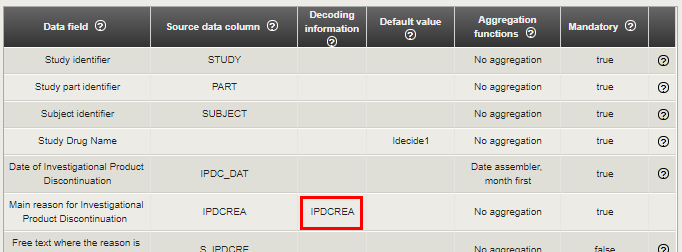 Data field ?
Source data column ?
Decoding
information
?
Default value
?
Aggregation
functions ?
Mandatory ?
Study identifier STUDY No aggregation true ?
Study part identifier PART No aggregation true ?
Subject identifier SUBJECT No aggregation true ?
Study Drug Name Idecide1 No aggregation true ?
Date of Investigational Product
Discontinuation
IPDC_DAT
Date assembler,
month first
true ?
Main reason for Investigational
Product Discontinuation
IPDCREA IPDCREA No aggregation true ?
Free text where the reason is
S_IPDCRE No aggregation false ?